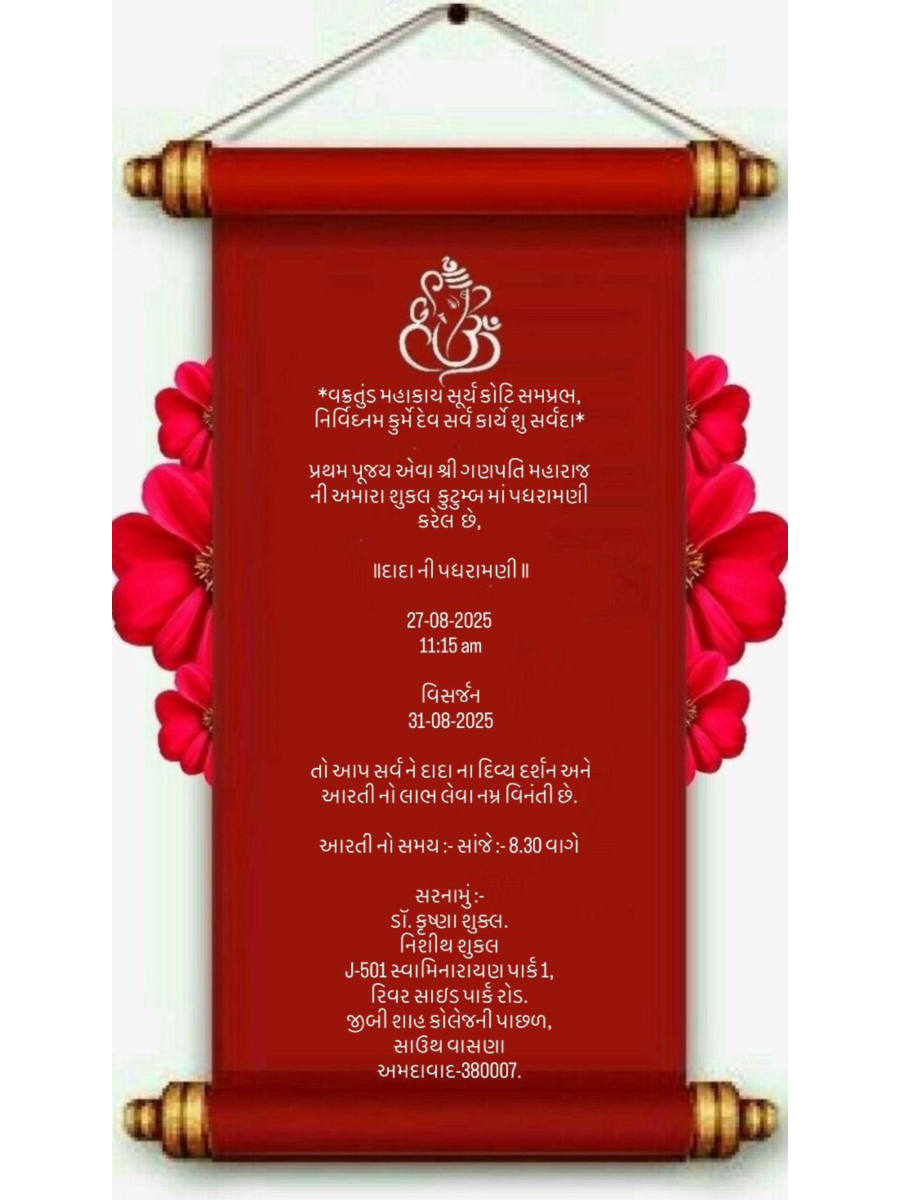 *વક્રતુંડ મહાકાય સૂર્ય કોટિ સમપ્રભ,
નિર્વિઘ્નમ કુર્મે દેવ સર્વ કાર્યે શુ સર્વદા*
પ્રથમ પૂજય એવા શ્રી ગણપતિ મહારાજ
ની અમારા શુકલ કુટુમ્બ માં પધરામણી
કરેલ છે,
॥દાદા ની પધરામણી॥
27-08-2025
11:15 am
વિસર્જન
31-08-2025
તો આપ સર્વ ને દાદા ના દિવ્ય દર્શન અને
આરતી નો લાભ લેવા નમ્ર વિનંતી છે.
આરતી નો સમય :- સાંજે :- 8.30 વાગે
સરનામું :-
ડૉ. કૃષ્ણા શુક્લ.
નિશીથ શુકલ
J-501 સ્વામિનારાયણ પાર્ક 1,
રિવર સાઇડ પાર્ક રોડ.
જીબી શાહ કોલેજની પાછળ,
સાઉથ વાસણા
અમદાવાદ-380007.